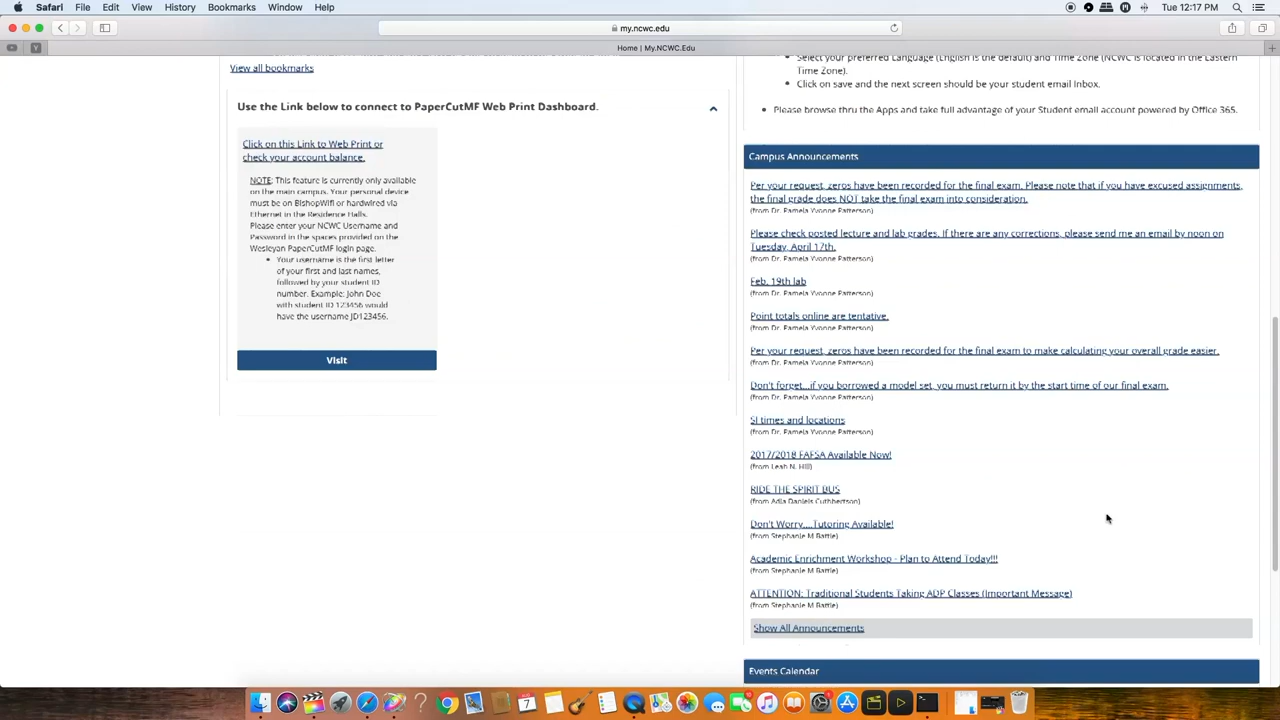 Safari File Edit View History Bookmarks Window Help Tue 12:17 PM
my.ncwc.edu
Home | My.NCWC.Edu
View all bookmarks
Use the Link below to connect to PaperCutMF Web Print Dashboard.
Click on this Link to Web Print or
check your account balance.
NOTE: This feature is currently only available
on the main campus. Your personal device
must be on BishopWifi or hardwired via
Ethernet in the Residence Halls.
Please enter your NCWC Username and
Password in the spaces provided on the
Wesleyan PaperCutMF login page.
• Your username is the first letter
of your first and last names,
followed by your student ID
number. Example: John Doe
with student ID 123456 would
have the username JD123456.
Visit
• Select your preferred Language (English is the default) and Time Zone (NCWC is located in the Eastern
Time Zone).
• Click on save and the next screen should be your student email Inbox.
• Please browse thru the Apps and take full advantage of your Student email account powered by Office 365.
Campus Announcements
Per your request, zeros have been recorded for the final exam. Please note that if you have excused assignments,
the final grade does NOT take the final exam into consideration.
(from Dr. Pamela Yvonne Patterson)
Please check posted lecture and lab grades. If there are any corrections, please send me an email by noon on
Tuesday, April 17th.
(from Dr. Pamela Yvonne Patterson)
Feb. 19th lab
(from Dr. Pamela Yvonne Patterson)
Point totals online are tentative.
(from Dr. Pamela Yvonne Patterson)
Per your request, zeros have been recorded for the final exam to make calculating your overall grade easier.
(from Dr. Pamela Yvonne Patterson)
Don't forget...if you borrowed a model set, you must return it by the start time of our final exam.
(from Dr. Pamela Yvonne Patterson)
SI times and locations
(from Dr. Pamela Yvonne Patterson)
2017/2018 FAFSA Available Now!
(from Leah N. Hill)
RIDE THE SPIRIT BUS
(from Adia Daniels Cuthbertson)
Don't Worry....Tutoring Available!
(from Stephanie M Battle)
Academic Enrichment Workshop - Plan to Attend Today!!!
(from Stephanie M Battle)
ATTENTION: Traditional Students Taking ADP Classes (Important Message)
(from Stephanie M Battle)
Show All Announcements
Events Calendar